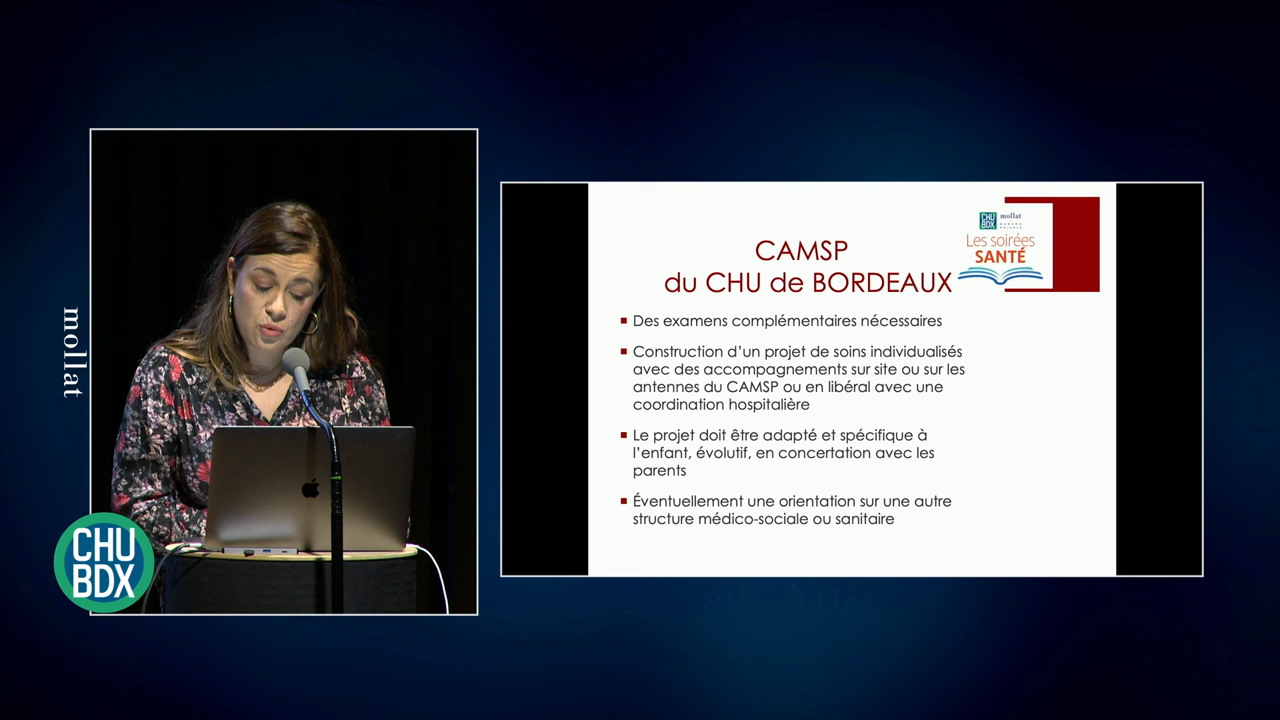 mollat
CHU
BDX
CAMSP
du CHU de BORDEAUX
CHU
BDX
mollat
Les soirées
SANTÉ
Des examens complémentaires nécessaires
Construction d’un projet de soins individualisés
avec des accompagnements sur site ou sur les
antennes du CAMSP ou en libéral avec une
coordination hospitalière
Le projet doit être adapté et spécifique à
l’enfant, évolutif, en concertation avec les
parents
Éventuellement une orientation sur une autre
structure médico-sociale ou sanitaire